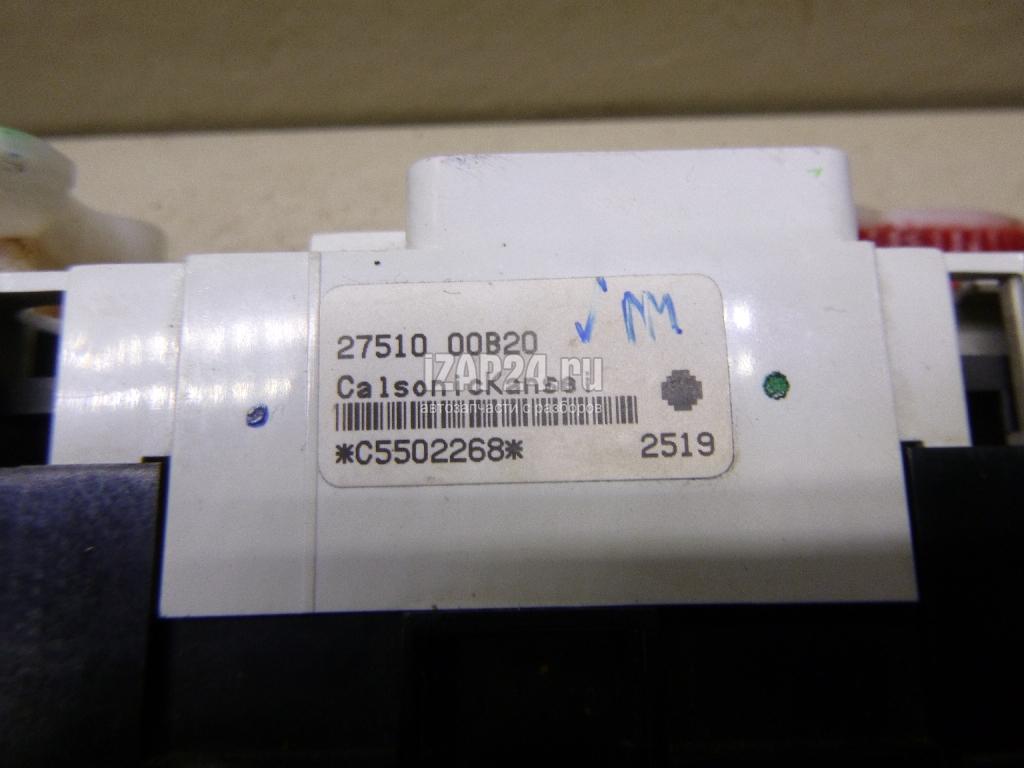 27510 00B20
iZAP24.ru
CalsonicKansei
автозапчасти с разборов
*C5502268* 2519